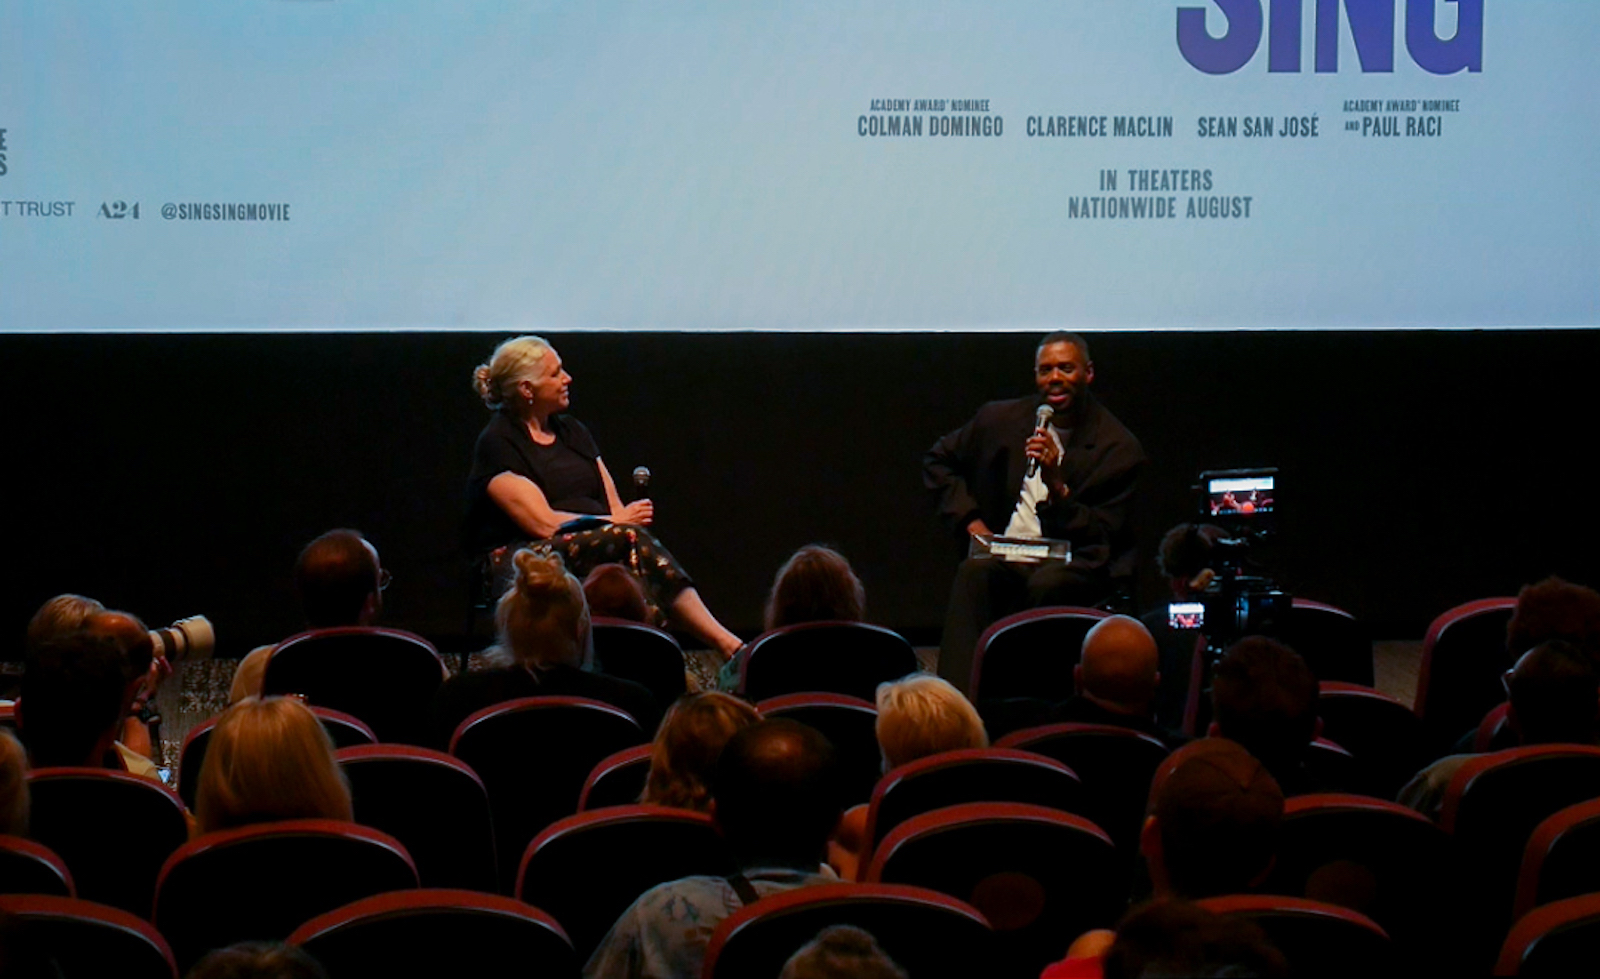 SING
ACADEMY AWARD® NOMINEE
COLMAN DOMINGO
CLARENCE MACLIN
SEAN SAN JOSÉ
ACADEMY AWARD® NOMINEE
AND PAUL RACI
IN THEATERS
NATIONWIDE AUGUST
E
S
T TRUST A24 @SINGSINGMOVIE